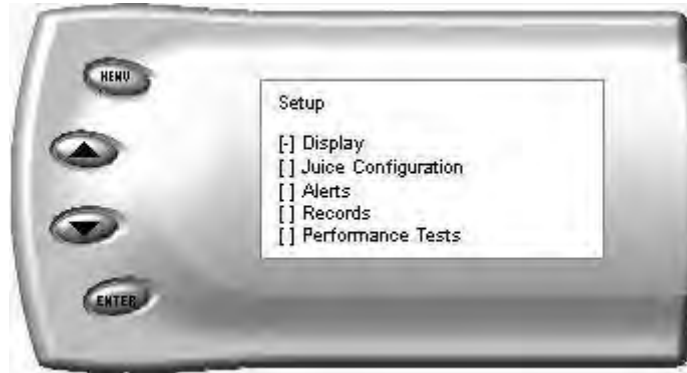 MENU
Setup
[-] Display
[ ] Juice Configuration
[ ] Alerts
[ ] Records
[ ] Performance Tests
ENTER